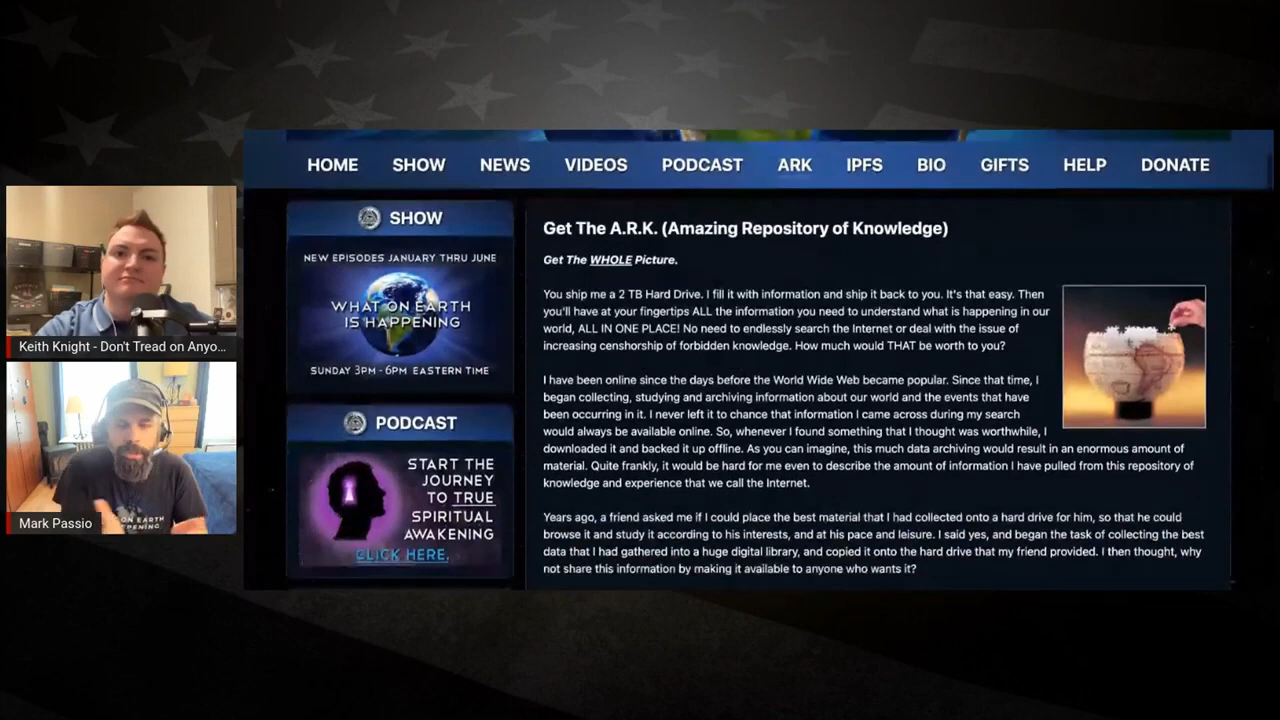 HOME SHOW NEWS VIDEOS PODCAST ARK IPFS BIO GIFTS HELP DONATE
SHOW
NEW EPISODES JANUARY THRU JUNE
WHAT ON EARTH
IS HAPPENING
SUNDAY 3PM - 6PM EASTERN TIME
PODCAST
START THE
JOURNEY
TO TRUE
SPIRITUAL
AWAKENING
CLICK HERE.
Get The A.R.K. (Amazing Repository of Knowledge)
Get The WHOLE Picture.
You ship me a 2 TB Hard Drive. I fill it with information and ship it back to you. It's that easy. Then
you'll have at your fingertips ALL the information you need to understand what is happening in our
world, ALL IN ONE PLACE! No need to endlessly search the Internet or deal with the issue of
increasing censhorship of forbidden knowledge. How much would THAT be worth to you?
I have been online since the days before the World Wide Web became popular. Since that time, I
began collecting, studying and archiving information about our world and the events that have
been occurring in it. I never left it to chance that information I came across during my search
would always be available online. So, whenever I found something that I thought was worthwhile, I
downloaded it and backed it up offline. As you can imagine, this much data archiving would result in an enormous amount of
material. Quite frankly, it would be hard for me even to describe the amount of information I have pulled from this repository of
knowledge and experience that we call the Internet.
Years ago, a friend asked me if I could place the best material that I had collected onto a hard drive for him, so that he could
browse it and study it according to his interests, and at his pace and leisure. I said yes, and began the task of collecting the best
data that I had gathered into a huge digital library, and copied it onto the hard drive that my friend provided. I then thought, why
not share this information by making it available to anyone who wants it?
Keith Knight - Don't Tread on Anyo...
ON EARTH
Mark Passio